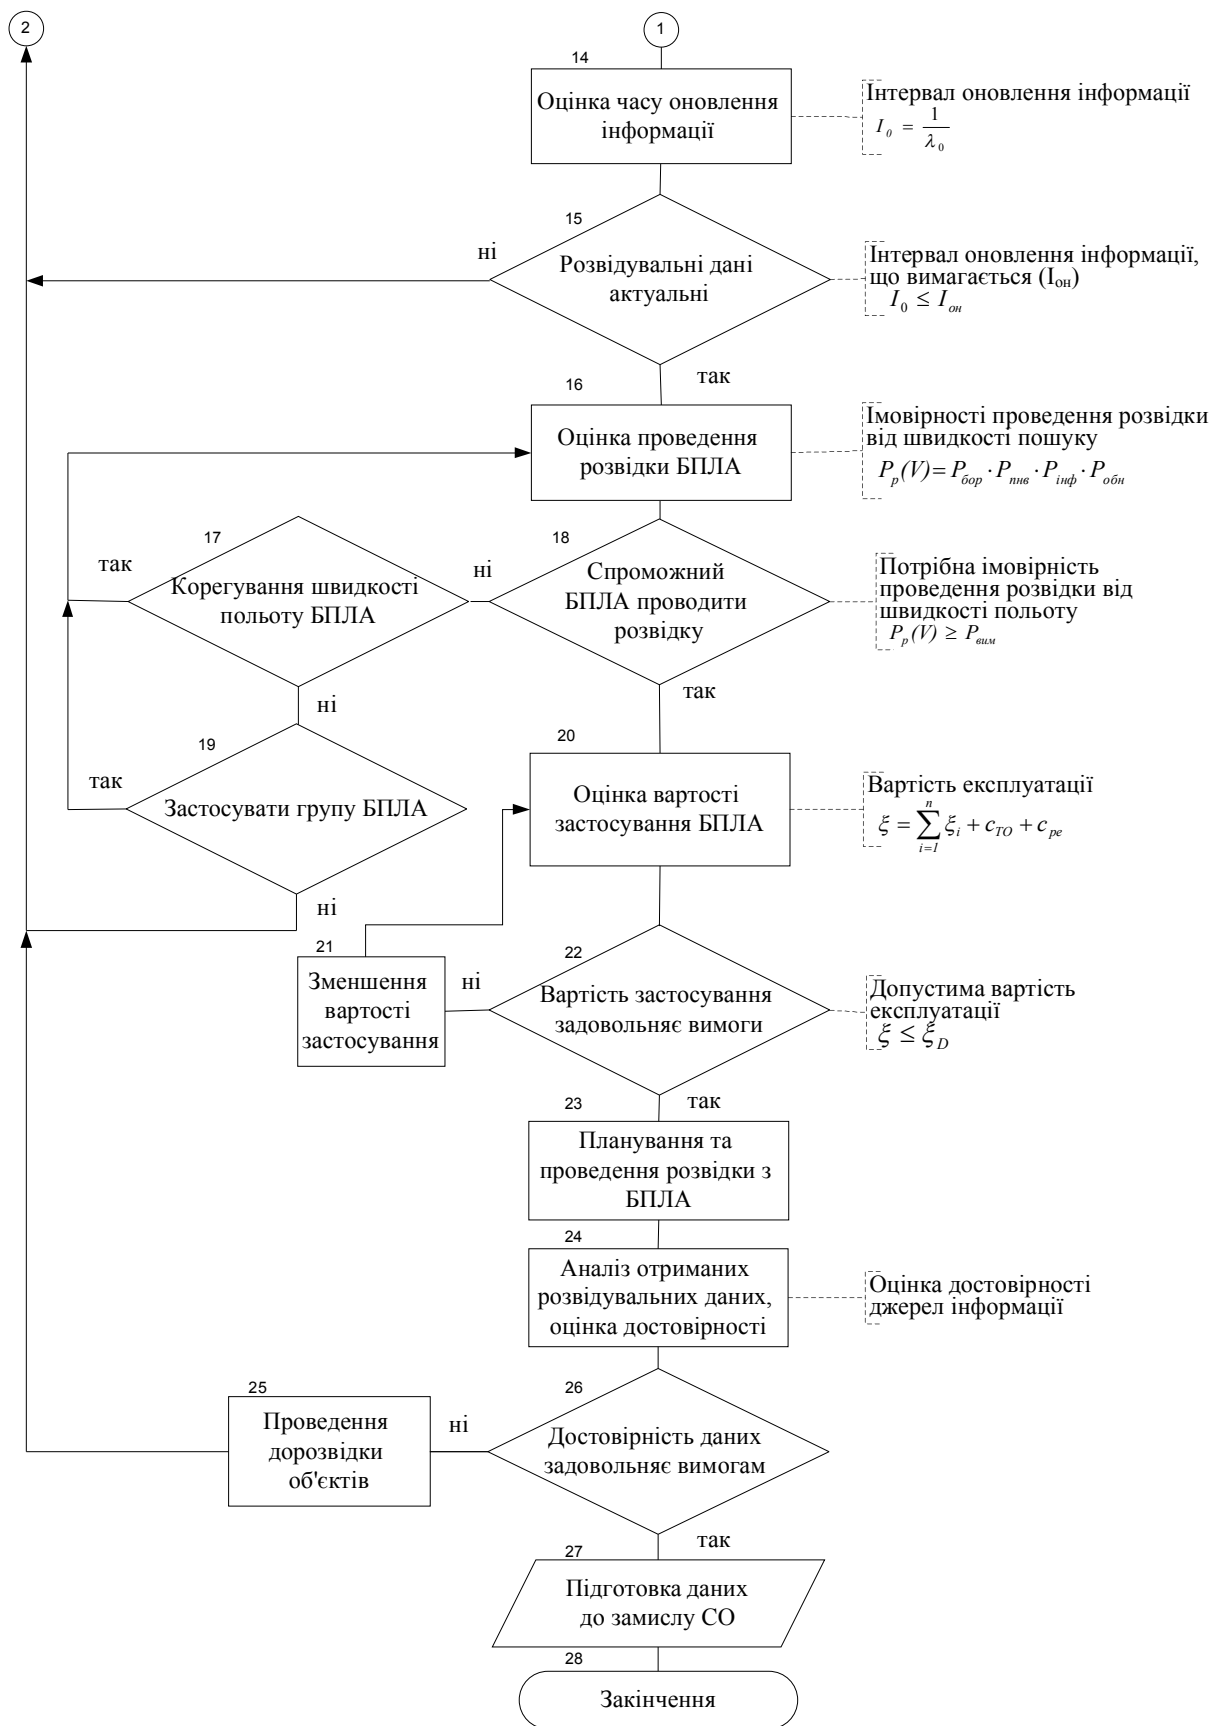 2
1
14
Оцінка часу оновлення
інформації
Інтервал оновлення інформації
I₀ = 1/λ₀
15
ні
Розвідувальні дані
актуальні
Інтервал оновлення інформації,
що вимагається (Iон)
I₀ ≤ Iон
так
16
Оцінка проведення
розвідки БПЛА
Імовірності проведення розвідки
від швидкості пошуку
Pр(V)= Pбор · Pпнв · Pінф · Pобн
17
так
Корегування швидкості
польоту БПЛА
ні
18
Спроможний
БПЛА проводити
розвідку
Потрібна імовірність
проведення розвідки від
швидкості польоту
Pр(V) ≥ Pвим
ні
так
19
так
Застосувати групу БПЛА
ні
20
Оцінка вартості
застосування БПЛА
Вартість експлуатації
ξ = ∑ⁿᵢ₌₁ ξᵢ + cТО + cре
21
Зменшення
вартості
застосування
ні
22
Вартість застосування
задовольняє вимоги
Допустима вартість
експлуатації
ξ ≤ ξD
так
23
Планування та
проведення розвідки з
БПЛА
24
Аналіз отриманих
розвідувальних даних,
оцінка достовірності
Оцінка достовірності
джерел інформації
25
Проведення
дорозвідки
об'єктів
ні
26
Достовірність даних
задовольняє вимогам
так
27
Підготовка даних
до замислу СО
28
Закінчення